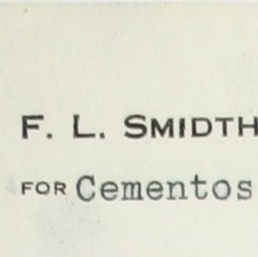 F. L. SMIDTH
FOR Cementos